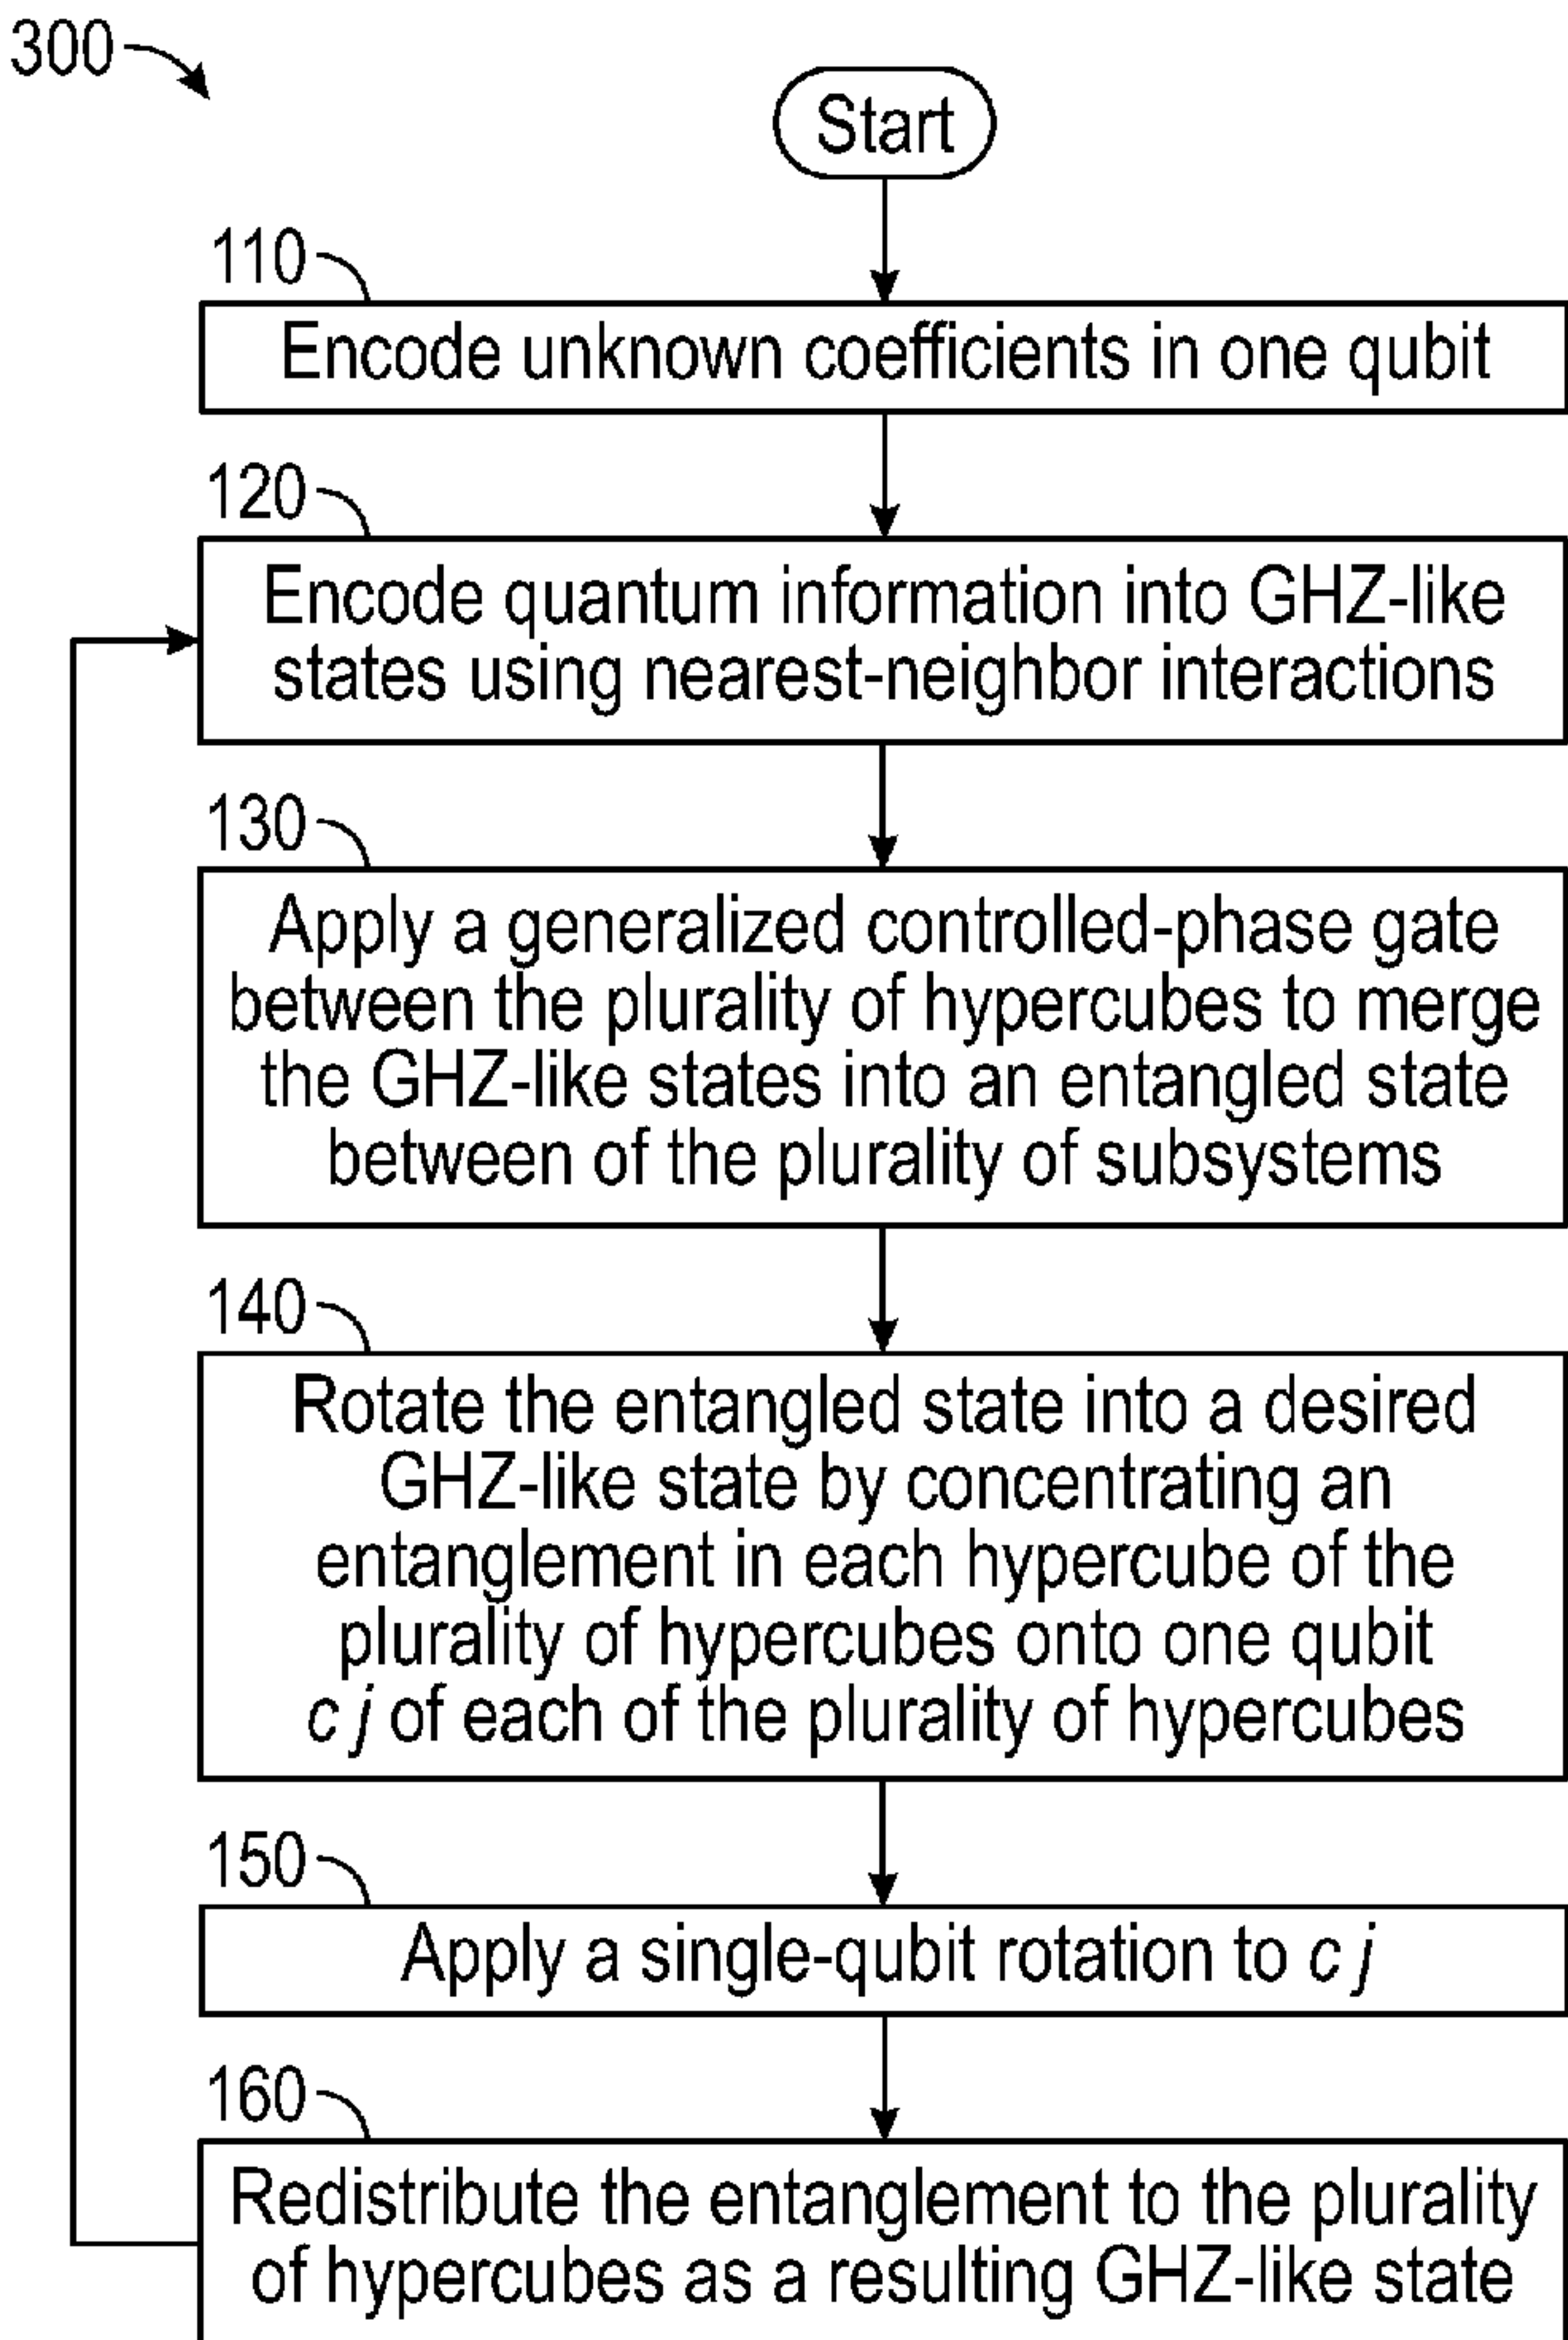 300
Start
110
Encode unknown coefficients in one qubit
120
Encode quantum information into GHZ-like
states using nearest-neighbor interactions
130
Apply a generalized controlled-phase gate
between the plurality of hypercubes to merge
the GHZ-like states into an entangled state
between of the plurality of subsystems
140
Rotate the entangled state into a desired
GHZ-like state by concentrating an
entanglement in each hypercube of the
plurality of hypercubes onto one qubit
c j of each of the plurality of hypercubes
150
Apply a single-qubit rotation to c j
160
Redistribute the entanglement to the plurality
of hypercubes as a resulting GHZ-like state